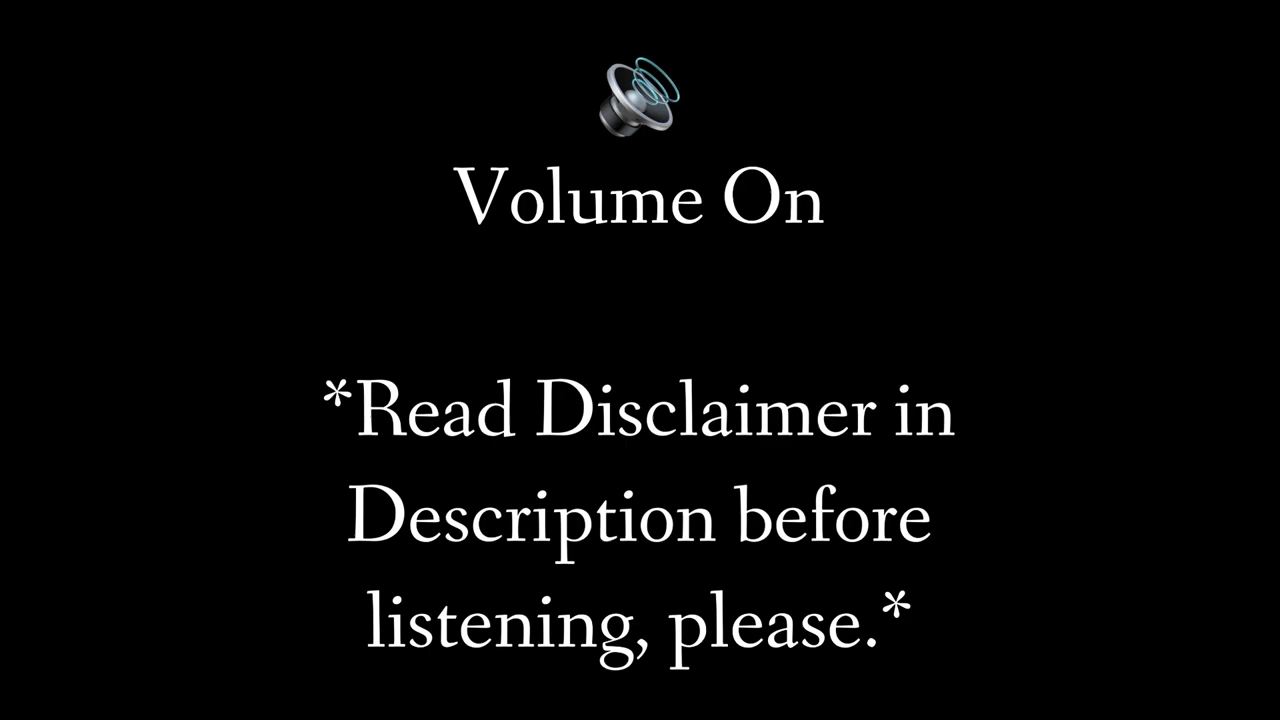 Volume On
*Read Disclaimer in
Description before
listening, please.*